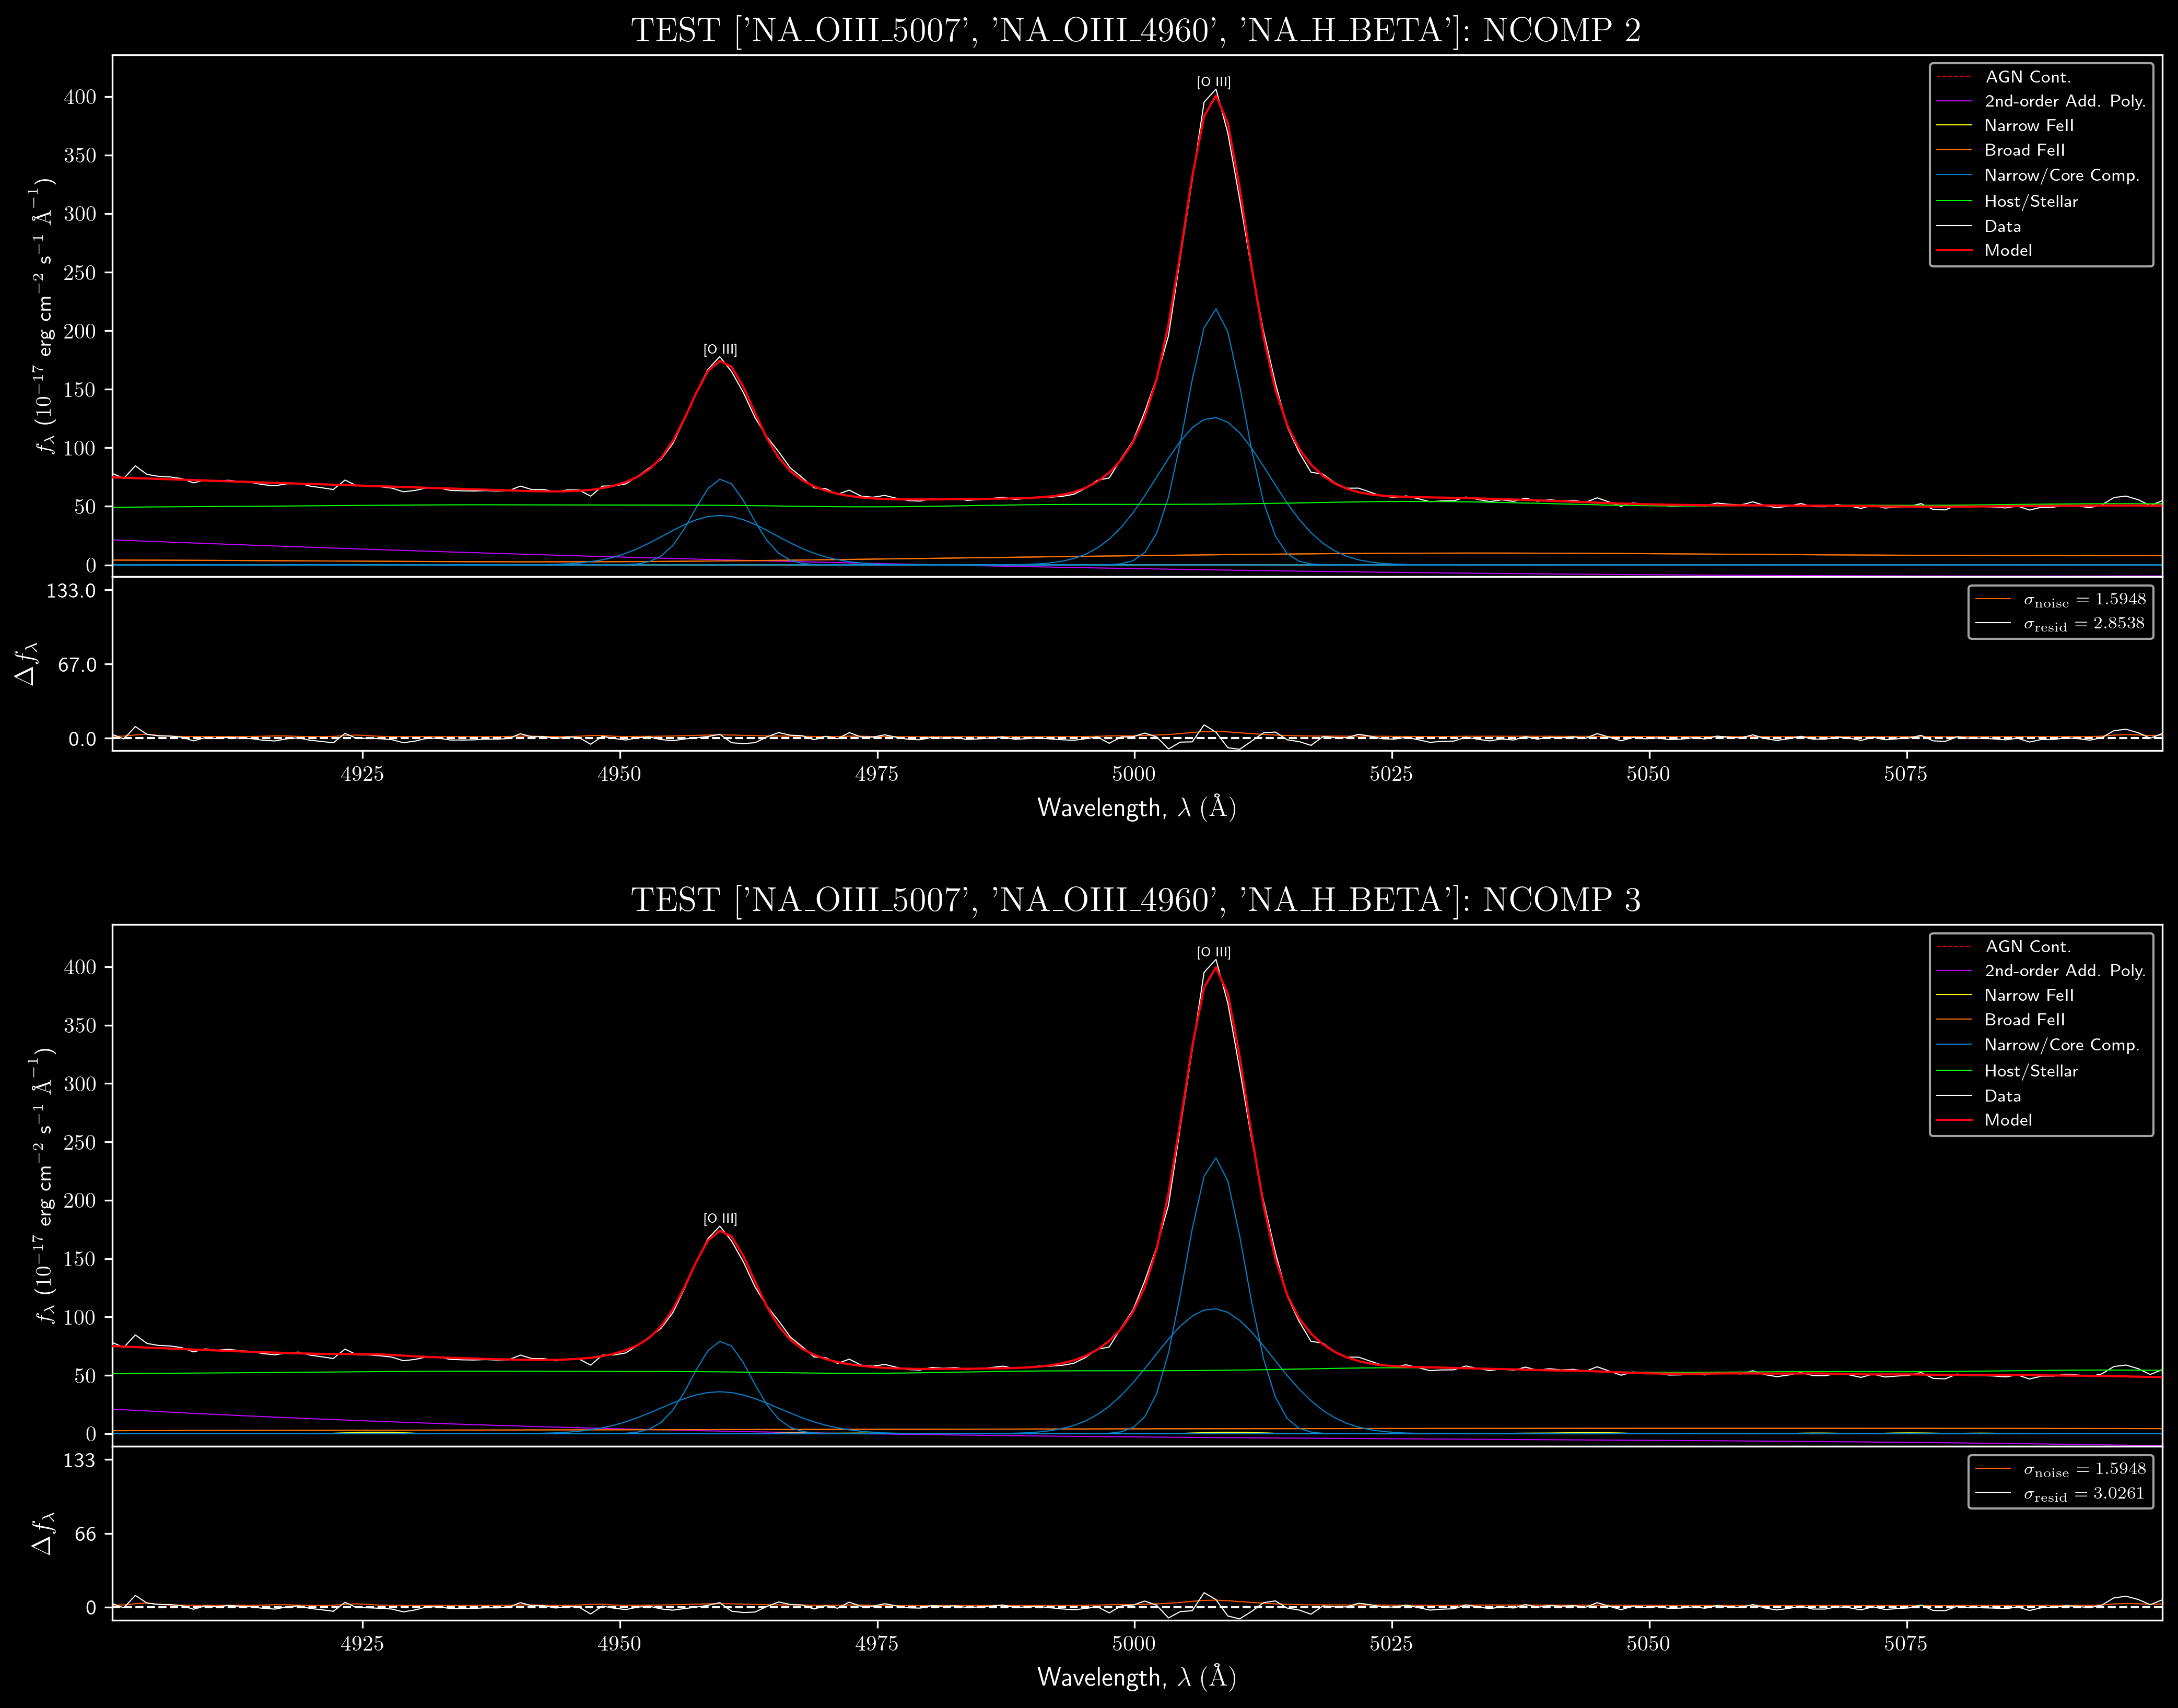 TEST ['NA_OIII_5007', 'NA_OIII_4960', 'NA_H_BETA']: NCOMP 2
[O III]
[O III]
AGN Cont.
2nd-order Add. Poly.
Narrow FeII
Broad FeII
Narrow/Core Comp.
Host/Stellar
Data
Model
400
350
300
250
200
150
100
50
0
fλ (10⁻¹⁷ erg cm⁻² s⁻¹ Å⁻¹)
133.0
67.0
0.0
Δfλ
σnoise = 1.5948
σresid = 2.8538
4925 4950 4975 5000 5025 5050 5075
Wavelength, λ (Å)
TEST ['NA_OIII_5007', 'NA_OIII_4960', 'NA_H_BETA']: NCOMP 3
[O III]
[O III]
AGN Cont.
2nd-order Add. Poly.
Narrow FeII
Broad FeII
Narrow/Core Comp.
Host/Stellar
Data
Model
400
350
300
250
200
150
100
50
0
fλ (10⁻¹⁷ erg cm⁻² s⁻¹ Å⁻¹)
133
66
0
Δfλ
σnoise = 1.5948
σresid = 3.0261
4925 4950 4975 5000 5025 5050 5075
Wavelength, λ (Å)